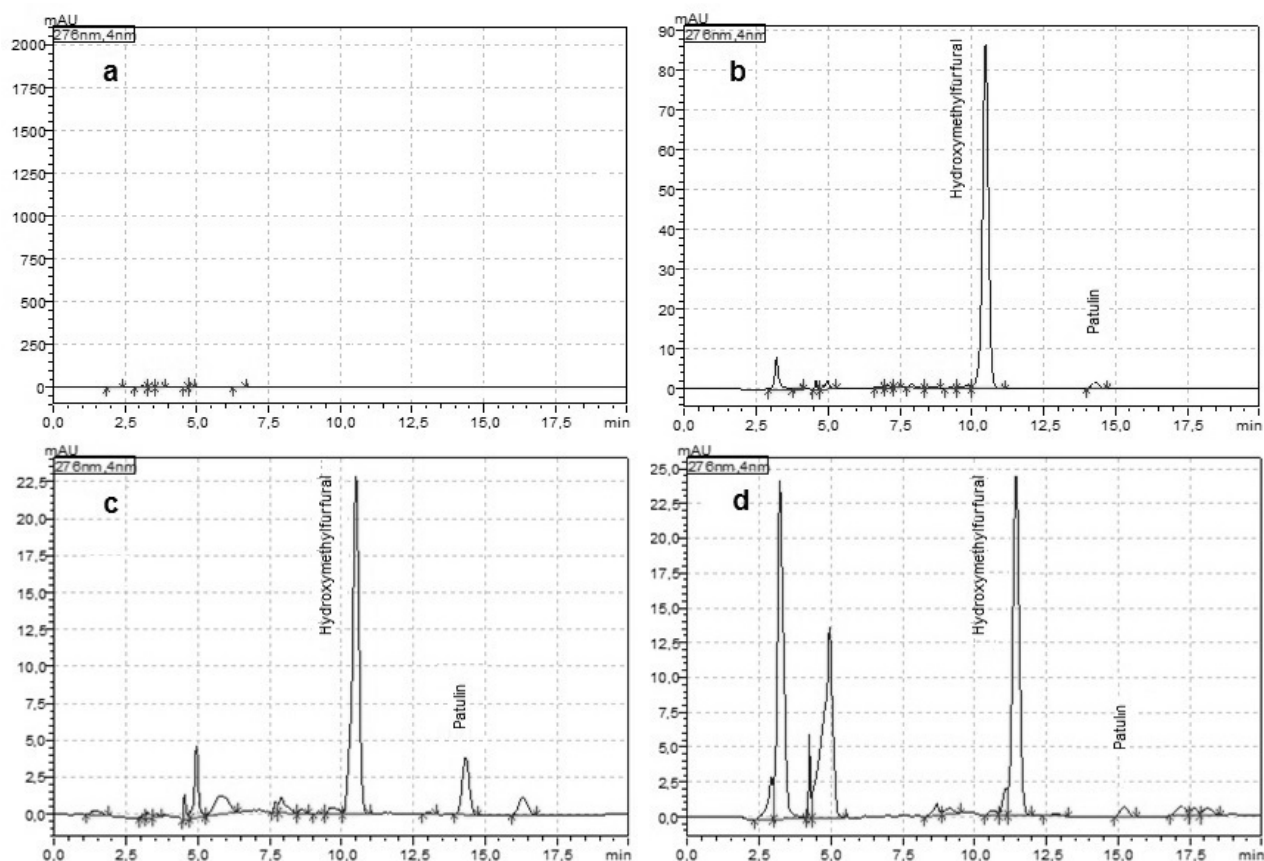 mAU
276nm,4nm
a
2000
1750
1500
1250
1000
750
500
250
0
0,0 2,5 5,0 7,5 10,0 12,5 15,0 17,5 min
mAU
276nm,4nm
b
90
80
70
60
50
40
30
20
10
0
Hydroxymethylfurfural
Patulin
0,0 2,5 5,0 7,5 10,0 12,5 15,0 17,5 min
mAU
276nm,4nm
c
22,5
20,0
17,5
15,0
12,5
10,0
7,5
5,0
2,5
0,0
Hydroxymethylfurfural
Patulin
0,0 2,5 5,0 7,5 10,0 12,5 15,0 17,5 min
mAU
276nm,4nm
d
25,0
22,5
20,0
17,5
15,0
12,5
10,0
7,5
5,0
2,5
0,0
Hydroxymethylfurfural
Patulin
0,0 2,5 5,0 7,5 10,0 12,5 15,0 17,5 min